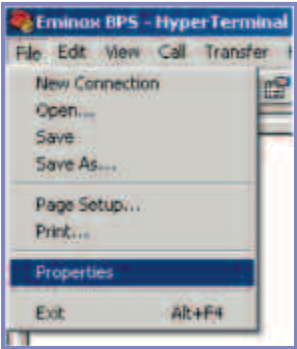 Eminox BPS - HyperTerminal
File Edit View Call Transfer
New Connection
Open...
Save
Save As...
Page Setup...
Print...
Properties
Exit Alt+F4